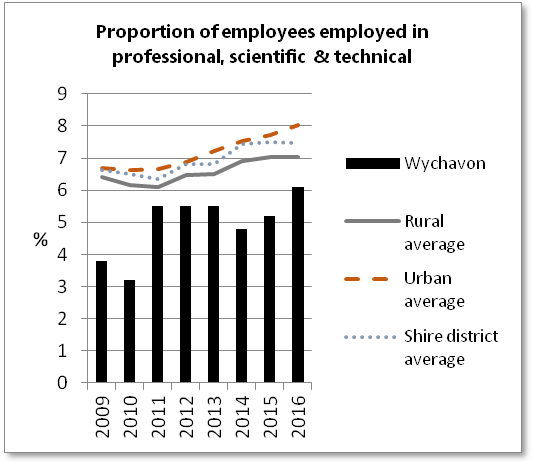 Proportion of employees employed in
professional, scientific & technical
9
8
7
6
5
4
3
2
1
0
%
2009
2010
2011
2012
2013
2014
2015
2016
Wychavon
Rural
average
Urban
average
Shire district
average